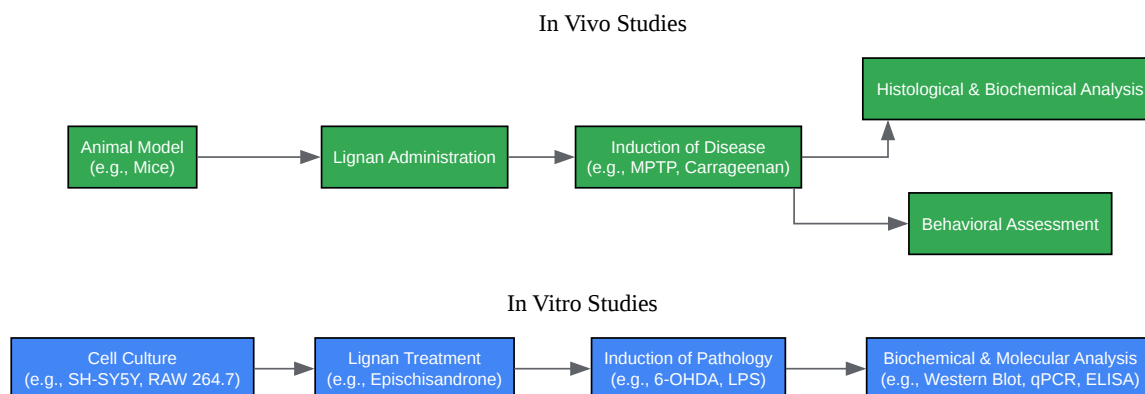 In Vivo Studies
Histological & Biochemical Analysis
Animal Model
(e.g., Mice)
Lignan Administration
Induction of Disease
(e.g., MPTP, Carrageenan)
Behavioral Assessment
In Vitro Studies
Cell Culture
(e.g., SH-SY5Y, RAW 264.7)
Lignan Treatment
(e.g., Epischisandrone)
Induction of Pathology
(e.g., 6-OHDA, LPS)
Biochemical & Molecular Analysis
(e.g., Western Blot, qPCR, ELISA)